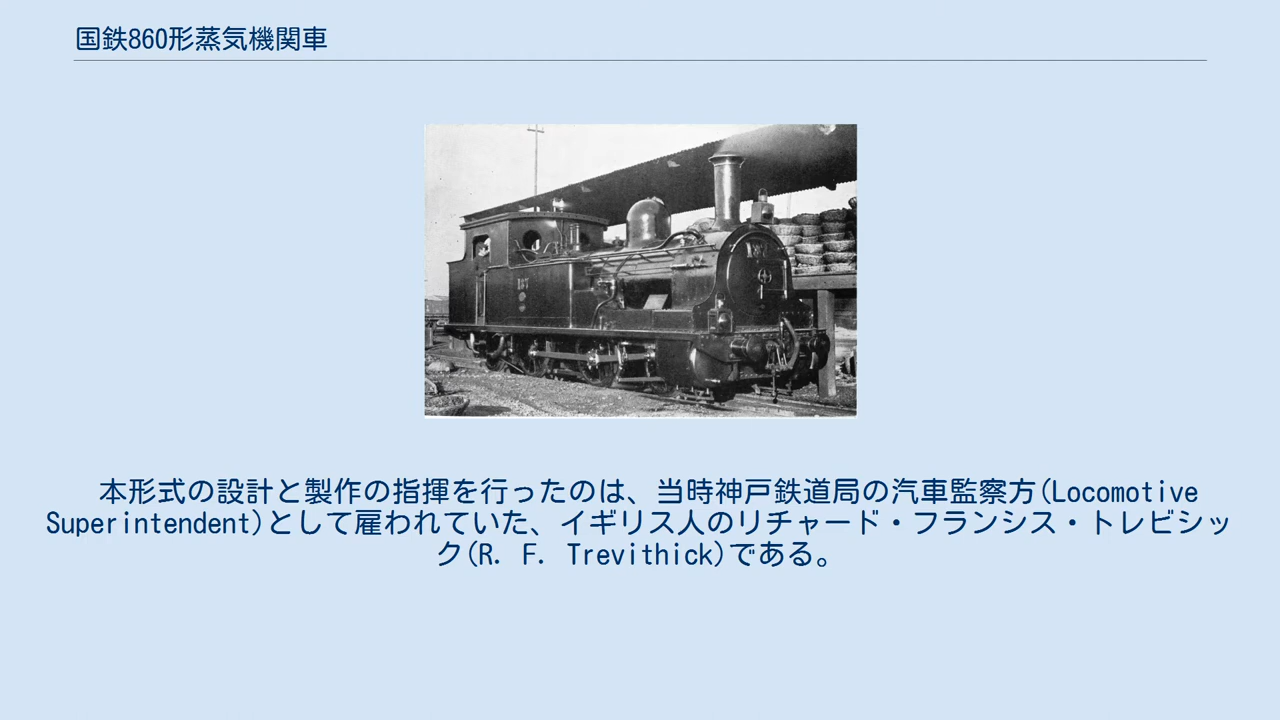 国鉄860形蒸気機関車
137
本形式の設計と製作の指揮を行ったのは、当時神戸鉄道局の汽車監察方(Locomotive
Superintendent)として雇われていた、イギリス人のリチャード・フランシス・トレビシッ
ク(R. F. Trevithick)である。